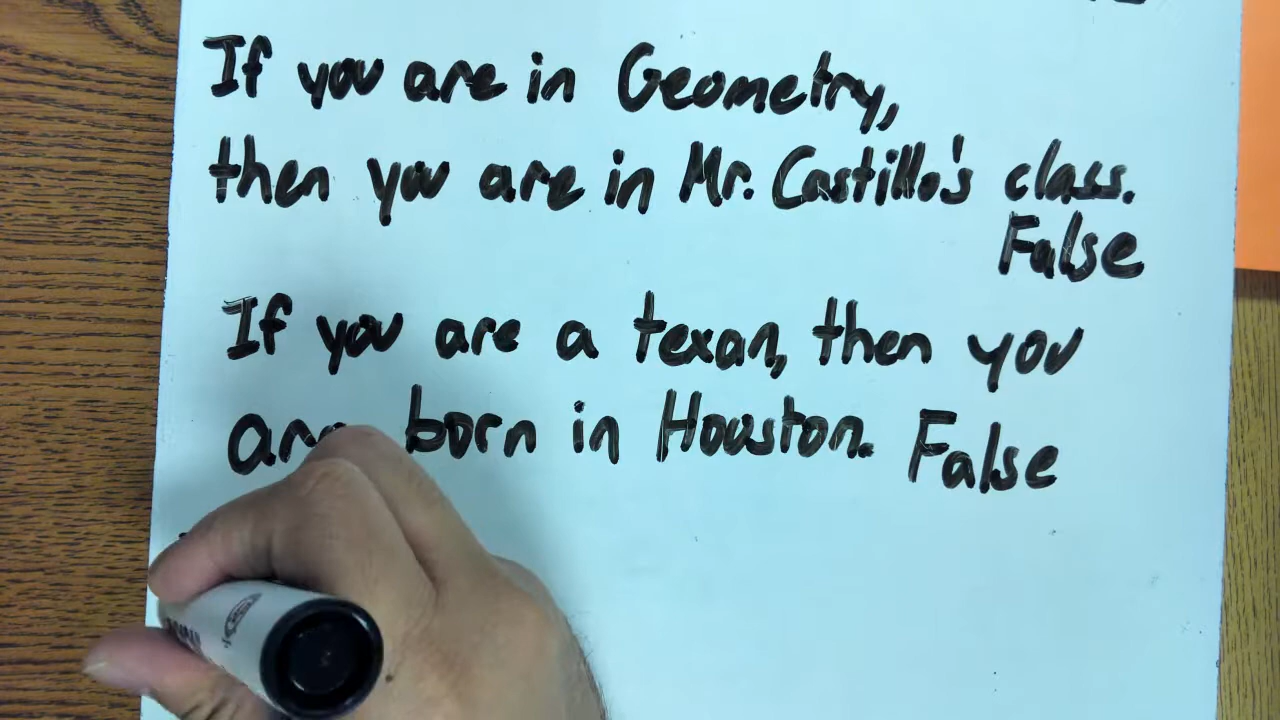 If you are in Geometry,
then you are in Mr. Castillo's class.
False
If you are a texan, then you
are born in Houston. False